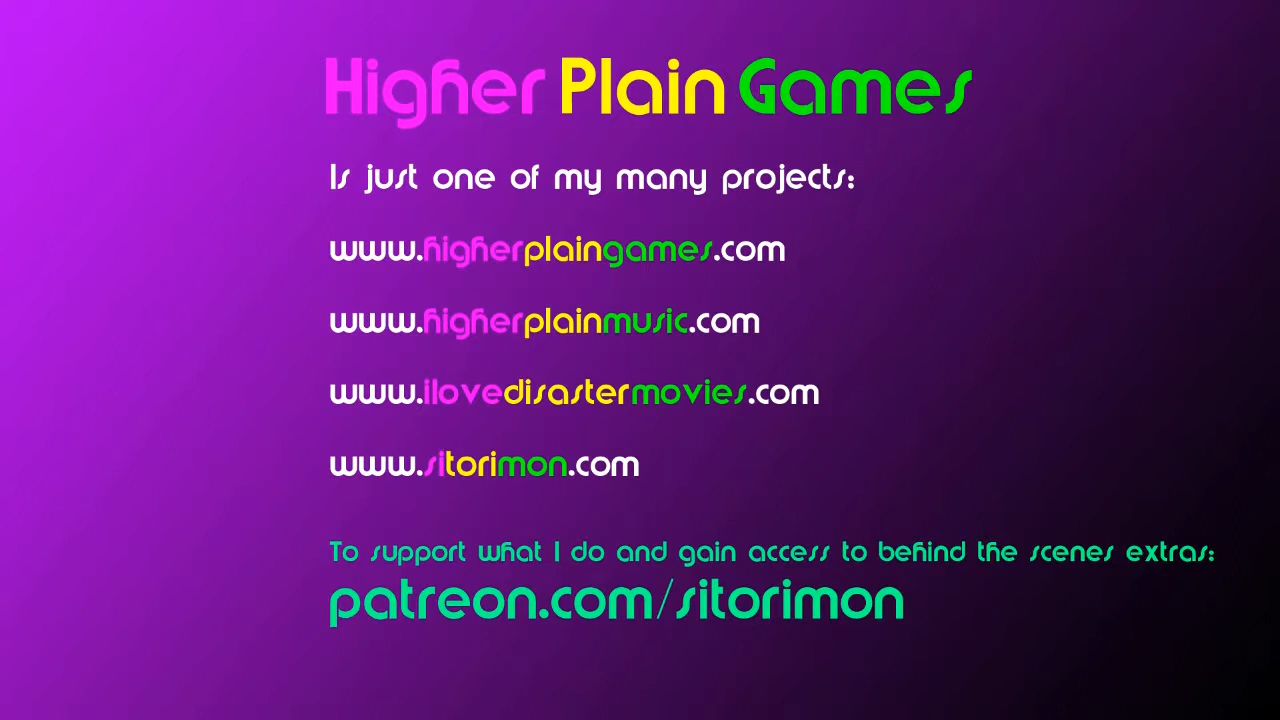 Higher Plain Games
Is just one of my many projects:
www.higherplaingames.com
www.higherplainmusic.com
www.ilovedisastermovies.com
www.sitorimon.com
To support what I do and gain access to behind the scenes extras:
patreon.com/sitorimon